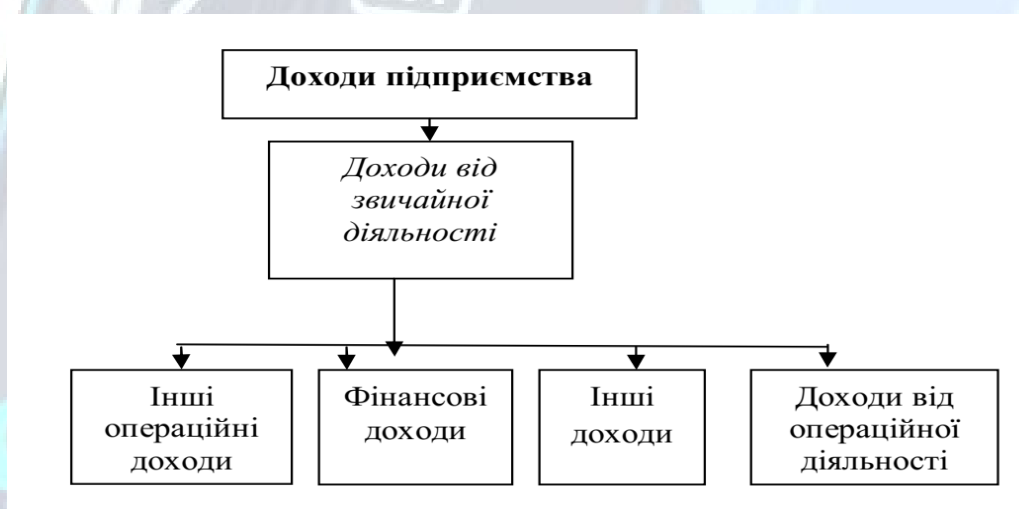 Доходи підприємства
Доходи від
звичайної
діяльності
Інші
операційні
доходи
Фінансові
доходи
Інші
доходи
Доходи від
операційної
діяльності